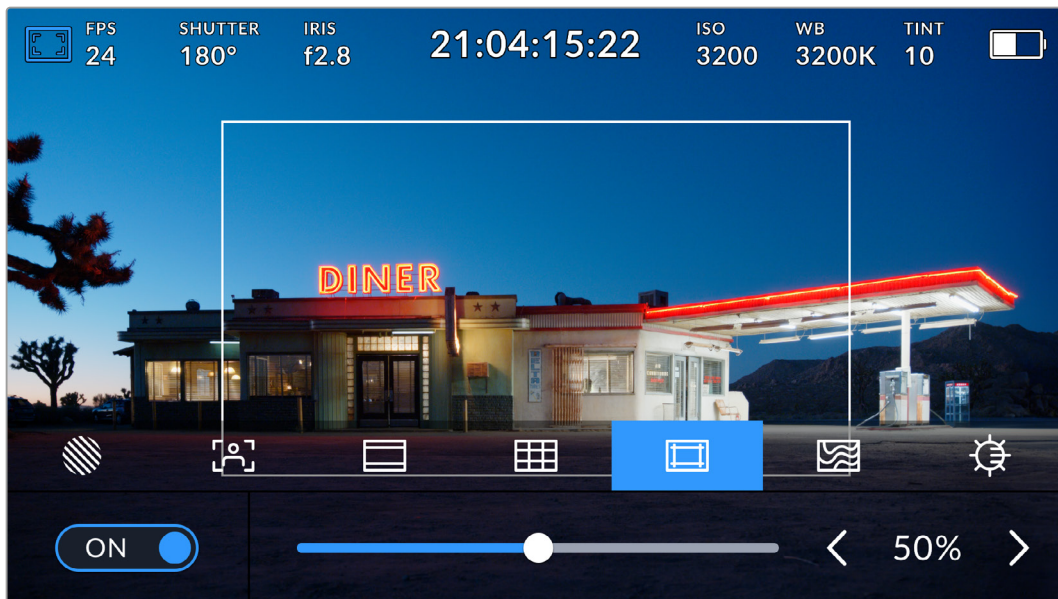 FPS SHUTTER IRIS 21:04:15:22 ISO WB TINT
24 180° f2.8 3200 3200K 10
DINER
ON 50%